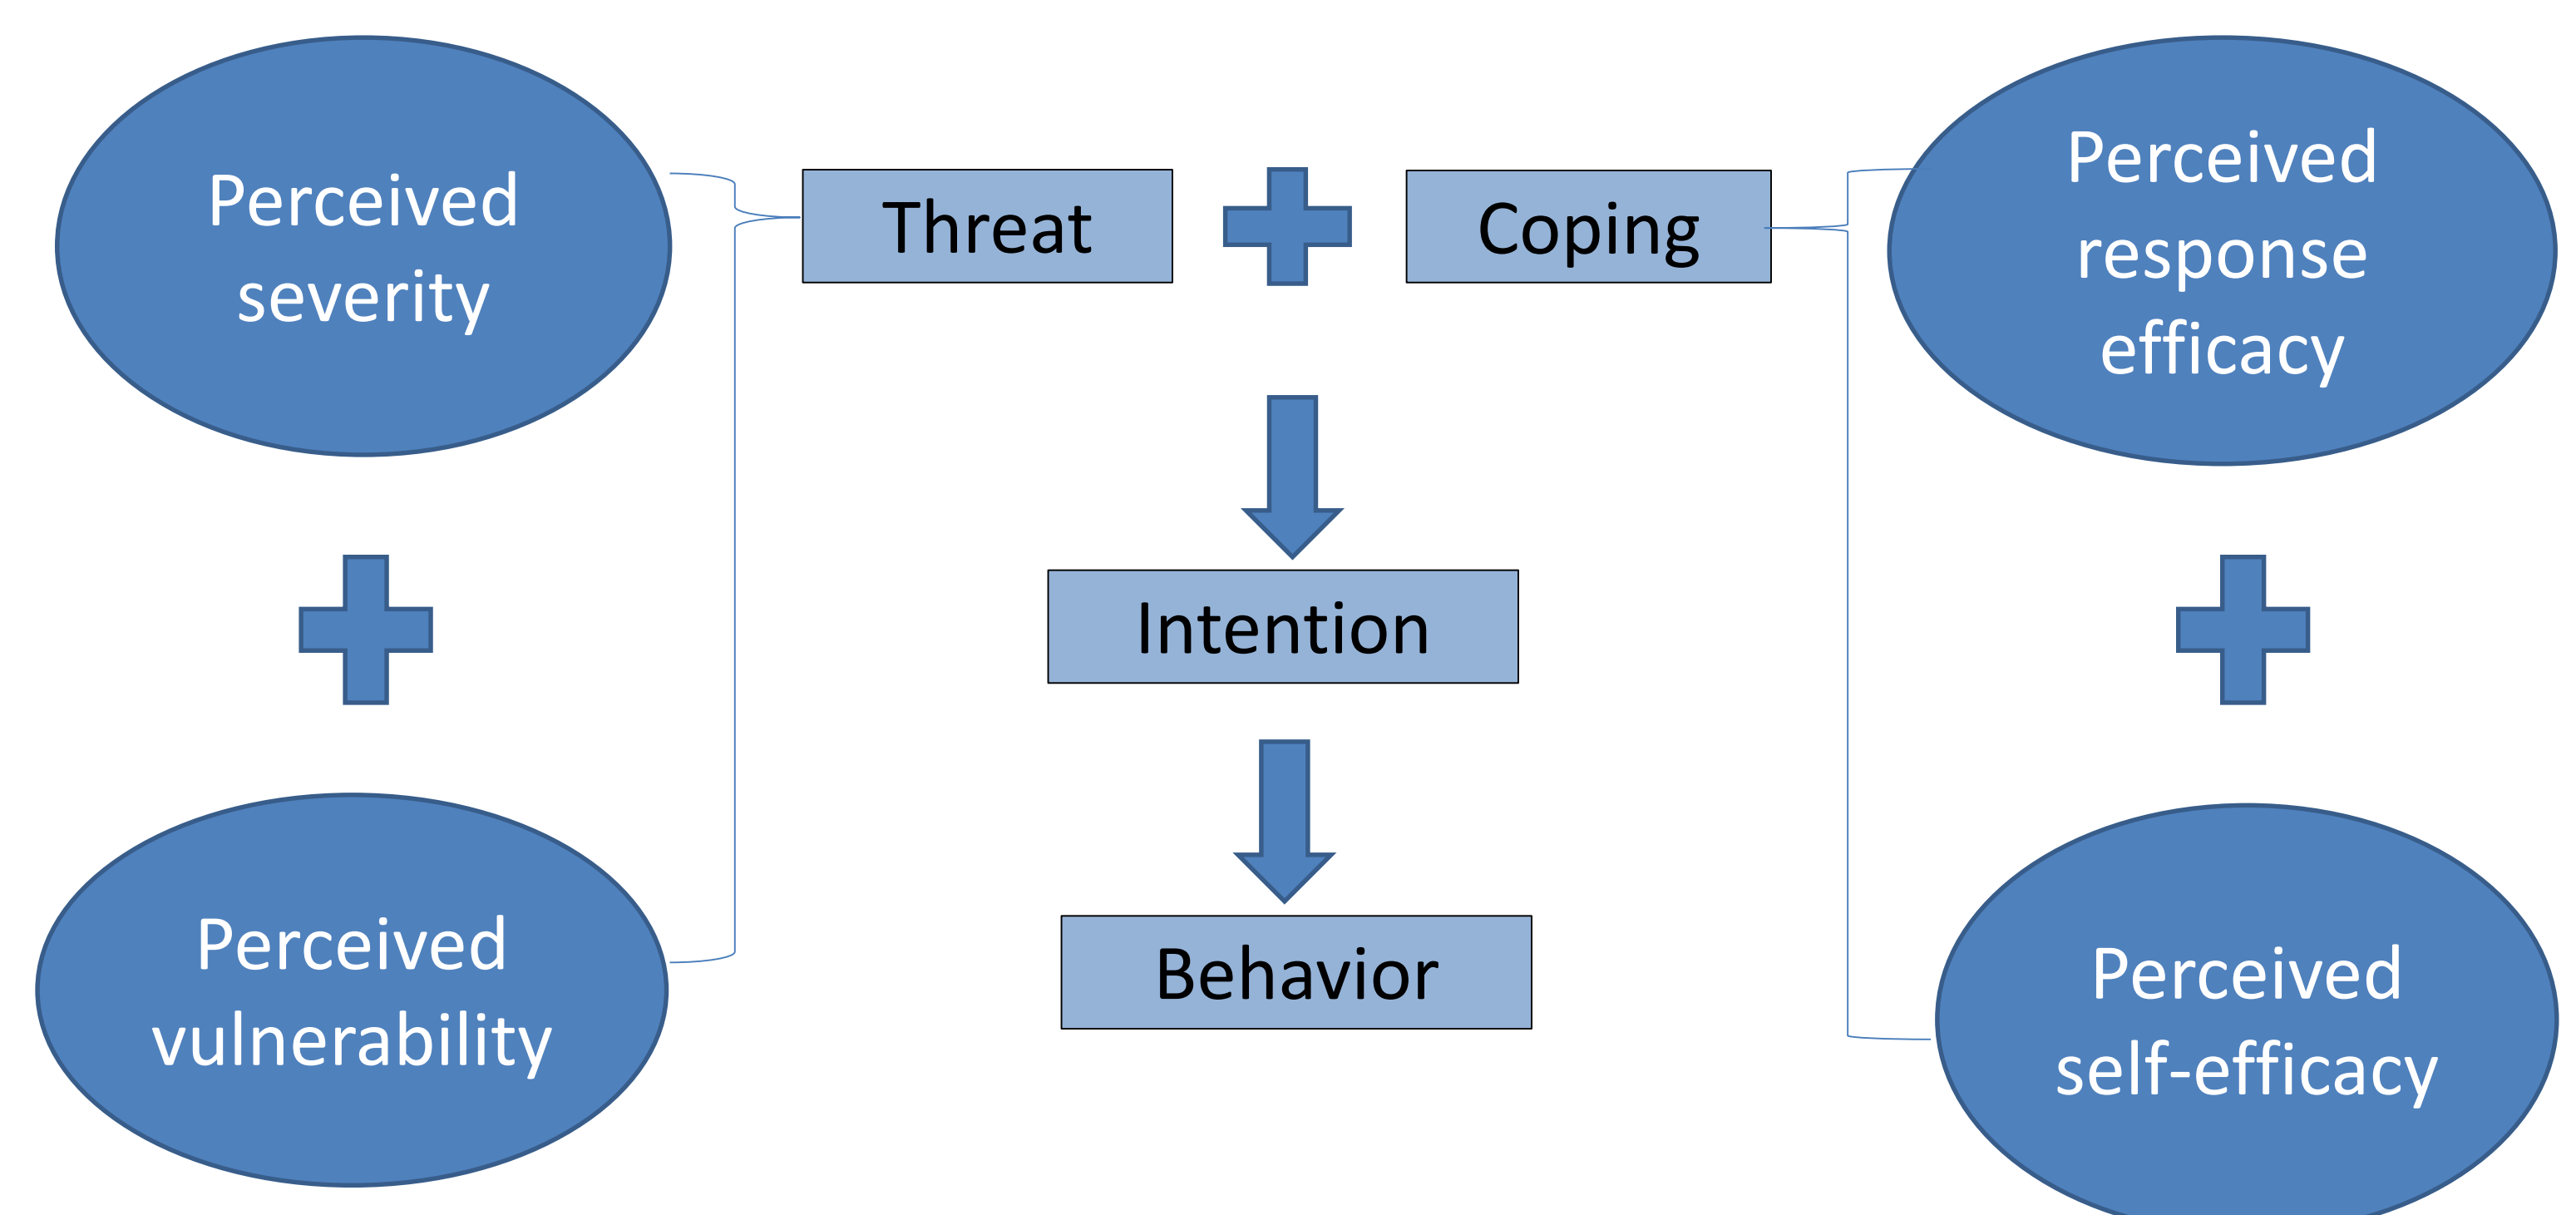 Perceived
severity
Threat
Coping
Perceived
response
efficacy
Intention
Perceived
vulnerability
Behavior
Perceived
self-efficacy